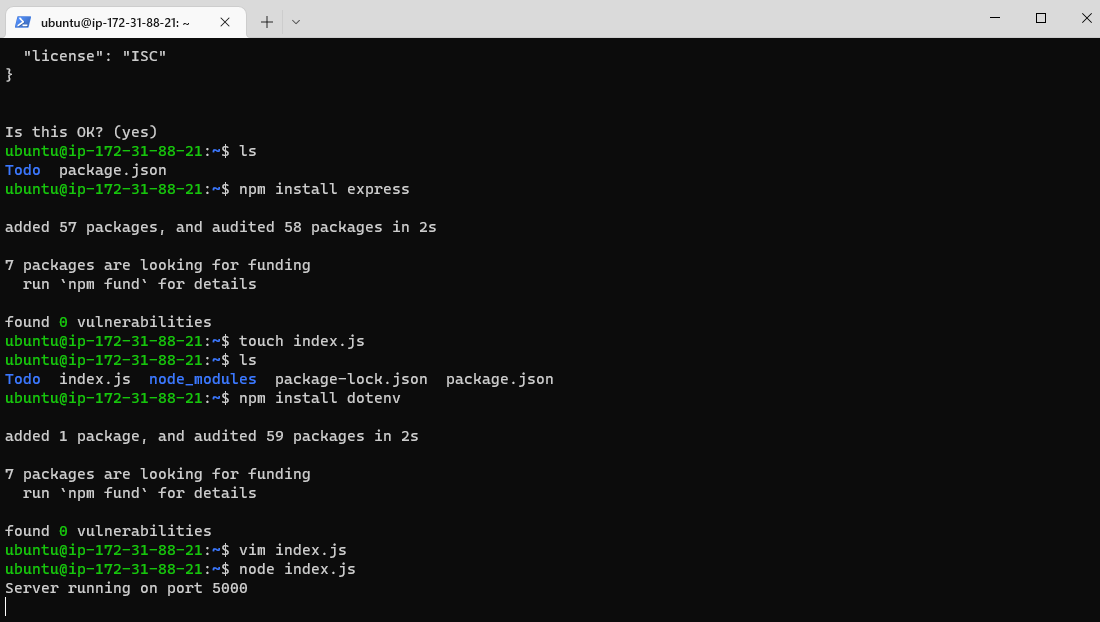 ubuntu@ip-172-31-88-21: ~
  "license": "ISC"
}
Is this OK? (yes)
ubuntu@ip-172-31-88-21:~$ ls
Todo  package.json
ubuntu@ip-172-31-88-21:~$ npm install express
added 57 packages, and audited 58 packages in 2s
7 packages are looking for funding
  run `npm fund` for details
found 0 vulnerabilities
ubuntu@ip-172-31-88-21:~$ touch index.js
ubuntu@ip-172-31-88-21:~$ ls
Todo  index.js  node_modules  package-lock.json  package.json
ubuntu@ip-172-31-88-21:~$ npm install dotenv
added 1 package, and audited 59 packages in 2s
7 packages are looking for funding
  run `npm fund` for details
found 0 vulnerabilities
ubuntu@ip-172-31-88-21:~$ vim index.js
ubuntu@ip-172-31-88-21:~$ node index.js
Server running on port 5000